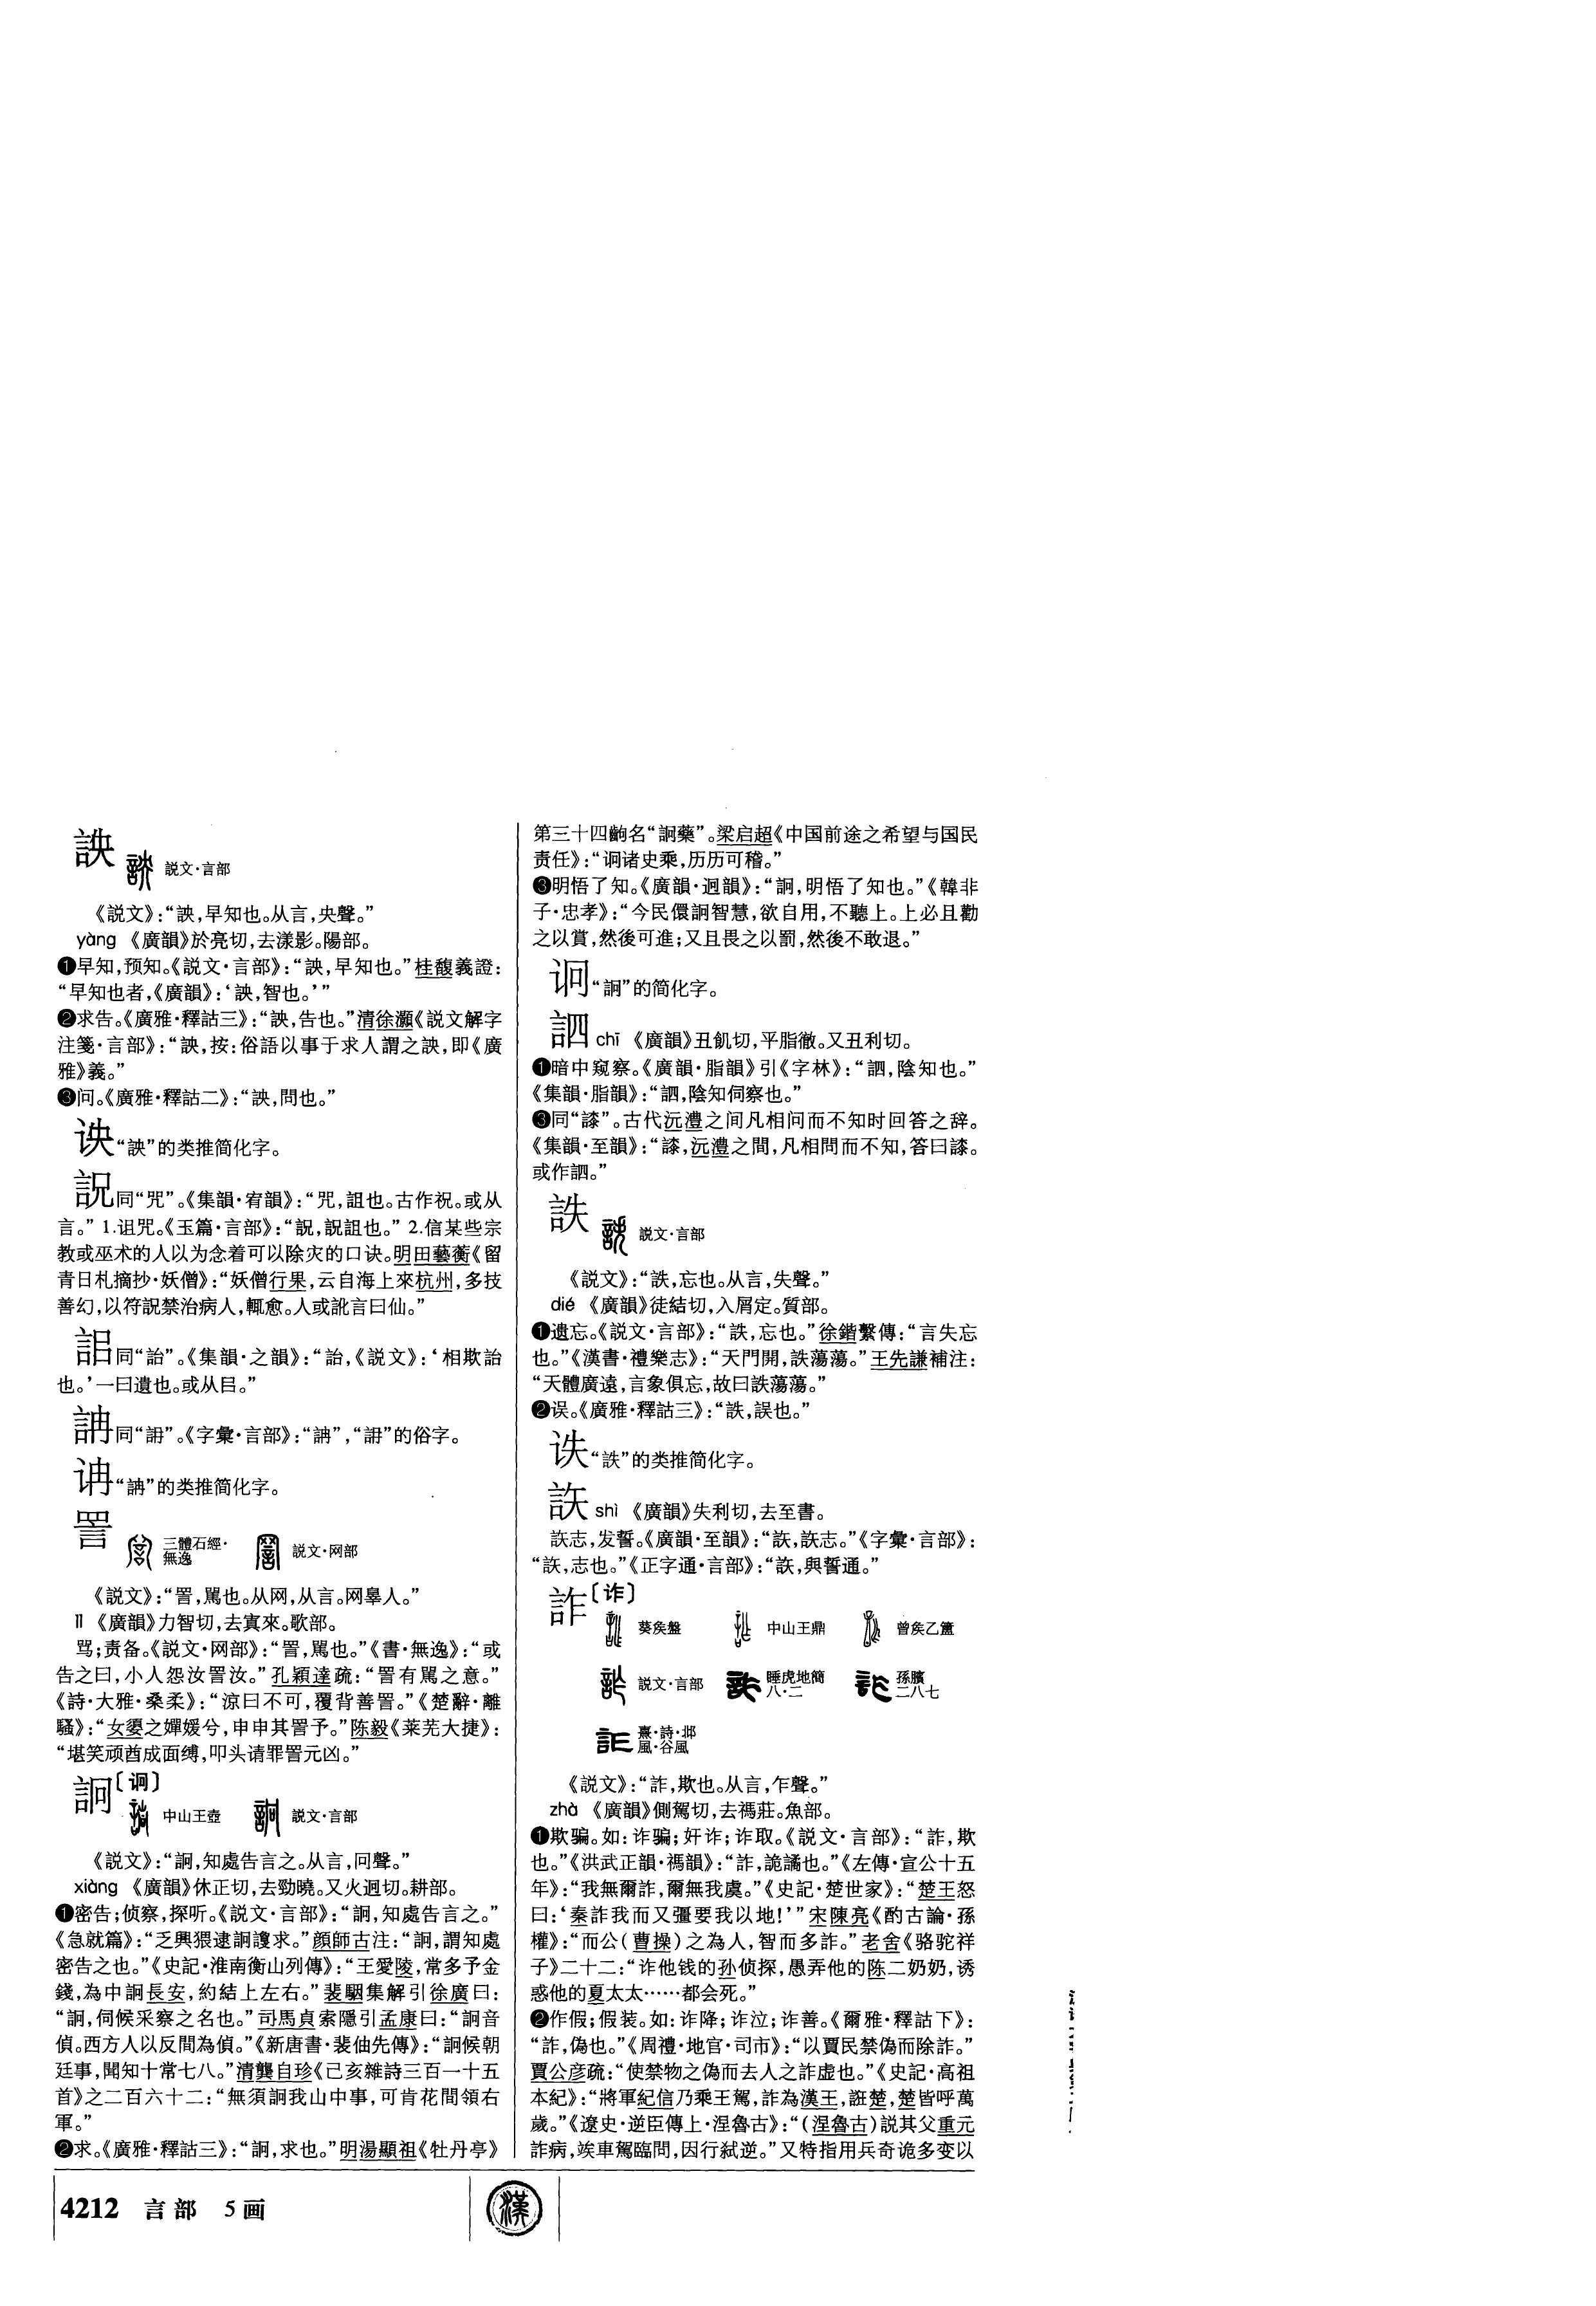 詇
説文·言部
《説文》：“詇，早知也。从言，央聲。”
yàng 《廣韻》於亮切，去漾影。陽部。
❶早知，预知。《説文·言部》：“詇，早知也。”桂馥義證：
“早知也者，《廣韻》：‘詇，智也。’”
❷求告。《廣雅·釋詁三》：“詇，告也。”清徐灝《説文解字
注箋·言部》：“詇，按：俗語以事于求人謂之詇，即《廣
雅》義。”
❸问。《廣雅·釋詁二》：“詇，問也。”
𫍙“詇”的类推简化字。
詋同“咒”。《集韻·宥韻》：“咒，詛也。古作祝。或从
言。” 1.诅咒。《玉篇·言部》：“詋，詋詛也。” 2.信某些宗
教或巫术的人以为念着可以除灾的口诀。明田藝蘅《留
青日札摘抄·妖僧》：“妖僧行果，云自海上來杭州，多技
善幻，以符詋禁治病人，輒愈。人或訛言曰仙。”
同“詒”。《集韻·之韻》：“詒，《説文》：‘相欺詒
也。’一曰遺也。或从㠯。”
詽同“䛁”。《字彙·言部》：“”，“”的俗字。
“”的类推简化字。
詈
三體石經·
無逸
説文·网部
《説文》：“詈，駡也。从网，从言。网辠人。”
lì 《廣韻》力智切，去寘來。歌部。
骂；责备。《説文·网部》：“詈，駡也。”《書·無逸》：“或
告之曰，小人怨汝詈汝。”孔穎達疏：“詈有駡之意。”
《詩·大雅·桑柔》：“涼曰不可，覆背善詈。”《楚辭·離
騷》：“女嬃之嬋媛兮，申申其詈予。”陈毅《莱芜大捷》：
“堪笑顽酋成面缚，叩头请罪詈元凶。”
詗〔诇〕
中山王壺
説文·言部
《説文》：“詗，知處告言之。从言，冋聲。”
xiòng 《廣韻》休正切，去勁曉。又火迥切。耕部。
❶密告；侦察，探听。《説文·言部》：“詗，知處告言之。”
《急就篇》：“乏興猥逮詗讂求。”顔師古注：“詗，謂知處
密告之也。”《史記·淮南衡山列傳》：“王愛陵，常多予金
錢，為中詗長安，約結上左右。”裴駰集解引徐廣曰：
“詗，伺候采察之名也。”司馬貞索隱引孟康曰：“詗音
偵。西方人以反間為偵。”《新唐書·裴伷先傳》：“詗候朝
廷事，聞知十常七八。”清龔自珍《己亥雜詩三百一十五
首》之二百六十二：“無須詗我山中事，可肯花間領右
軍。”
❷求。《廣雅·釋詁三》：“詗，求也。”明湯顯祖《牡丹亭》
第三十四齣名“詗藥”。梁启超《中国前途之希望与国民
责任》：“诇诸史乘，历历可稽。”
❸明悟了知。《廣韻·迥韻》：“詗，明悟了知也。”《韓非
子·忠孝》：“今民儇詗智慧，欲自用，不聽上。上必且勸
之以賞，然後可進；又且畏之以罰，然後不敢退。”
诇“詗”的简化字。
訵 chī 《廣韻》丑飢切，平脂徹。又丑利切。
❶暗中窥察。《廣韻·脂韻》引《字林》：“訵，陰知也。”
《集韻·脂韻》：“訵，陰知伺察也。”
❸同“䛠”。古代沅澧之间凡相问而不知时回答之辞。
《集韻·至韻》：“䛠，沅澧之間，凡相問而不知，答曰䛠。
或作訵。”
詄
説文·言部
《説文》：“詄，忘也。从言，失聲。”
dié 《廣韻》徒結切，入屑定。質部。
❶遗忘。《説文·言部》：“詄，忘也。”徐鍇繫傳：“言失忘
也。”《漢書·禮樂志》：“天門開，詄蕩蕩。”王先謙補注：
“天體廣遠，言象俱忘，故曰詄蕩蕩。”
❷误。《廣雅·釋詁三》：“詄，誤也。”
“詄”的类推简化字。
shì 《廣韻》失利切，去至書。
志，发誓。《廣韻·至韻》：“，志。”《字彙·言部》：
“，志也。”《正字通·言部》：“，與誓通。”
詐〔诈〕
蔡侯盤
中山王鼎
曾侯乙簠
説文·言部
睡虎地簡
八·二
孫臏
二八七
熹·詩·邶
風·谷風
《説文》：“詐，欺也。从言，乍聲。”
zhà 《廣韻》側駕切，去禡莊。魚部。
❶欺骗。如：诈骗；奸诈；诈取。《説文·言部》：“詐，欺
也。”《洪武正韻·禡韻》：“詐，詭譎也。”《左傳·宣公十五
年》：“我無爾詐，爾無我虞。”《史記·楚世家》：“楚王怒
曰：‘秦詐我而又彊要我以地！’”宋陳亮《酌古論·孫
權》：“而公（曹操）之為人，智而多詐。”老舍《骆驼祥
子》二十二：“诈他钱的孙侦探，愚弄他的陈二奶奶，诱
惑他的夏太太……都会死。”
❷作假；假装。如：诈降；诈泣；诈善。《爾雅·釋詁下》：
“詐，偽也。”《周禮·地官·司市》：“以賈民禁偽而除詐。”
賈公彦疏：“使禁物之偽而去人之詐虚也。”《史記·高祖
本紀》：“將軍紀信乃乘王駕，詐為漢王，誑楚，楚皆呼萬
歲。”《遼史·逆臣傳上·涅魯古》：“（涅魯古）説其父重元
詐病，竢車駕臨問，因行弑逆。”又特指用兵奇诡多变以
4212 言部 5画
漢